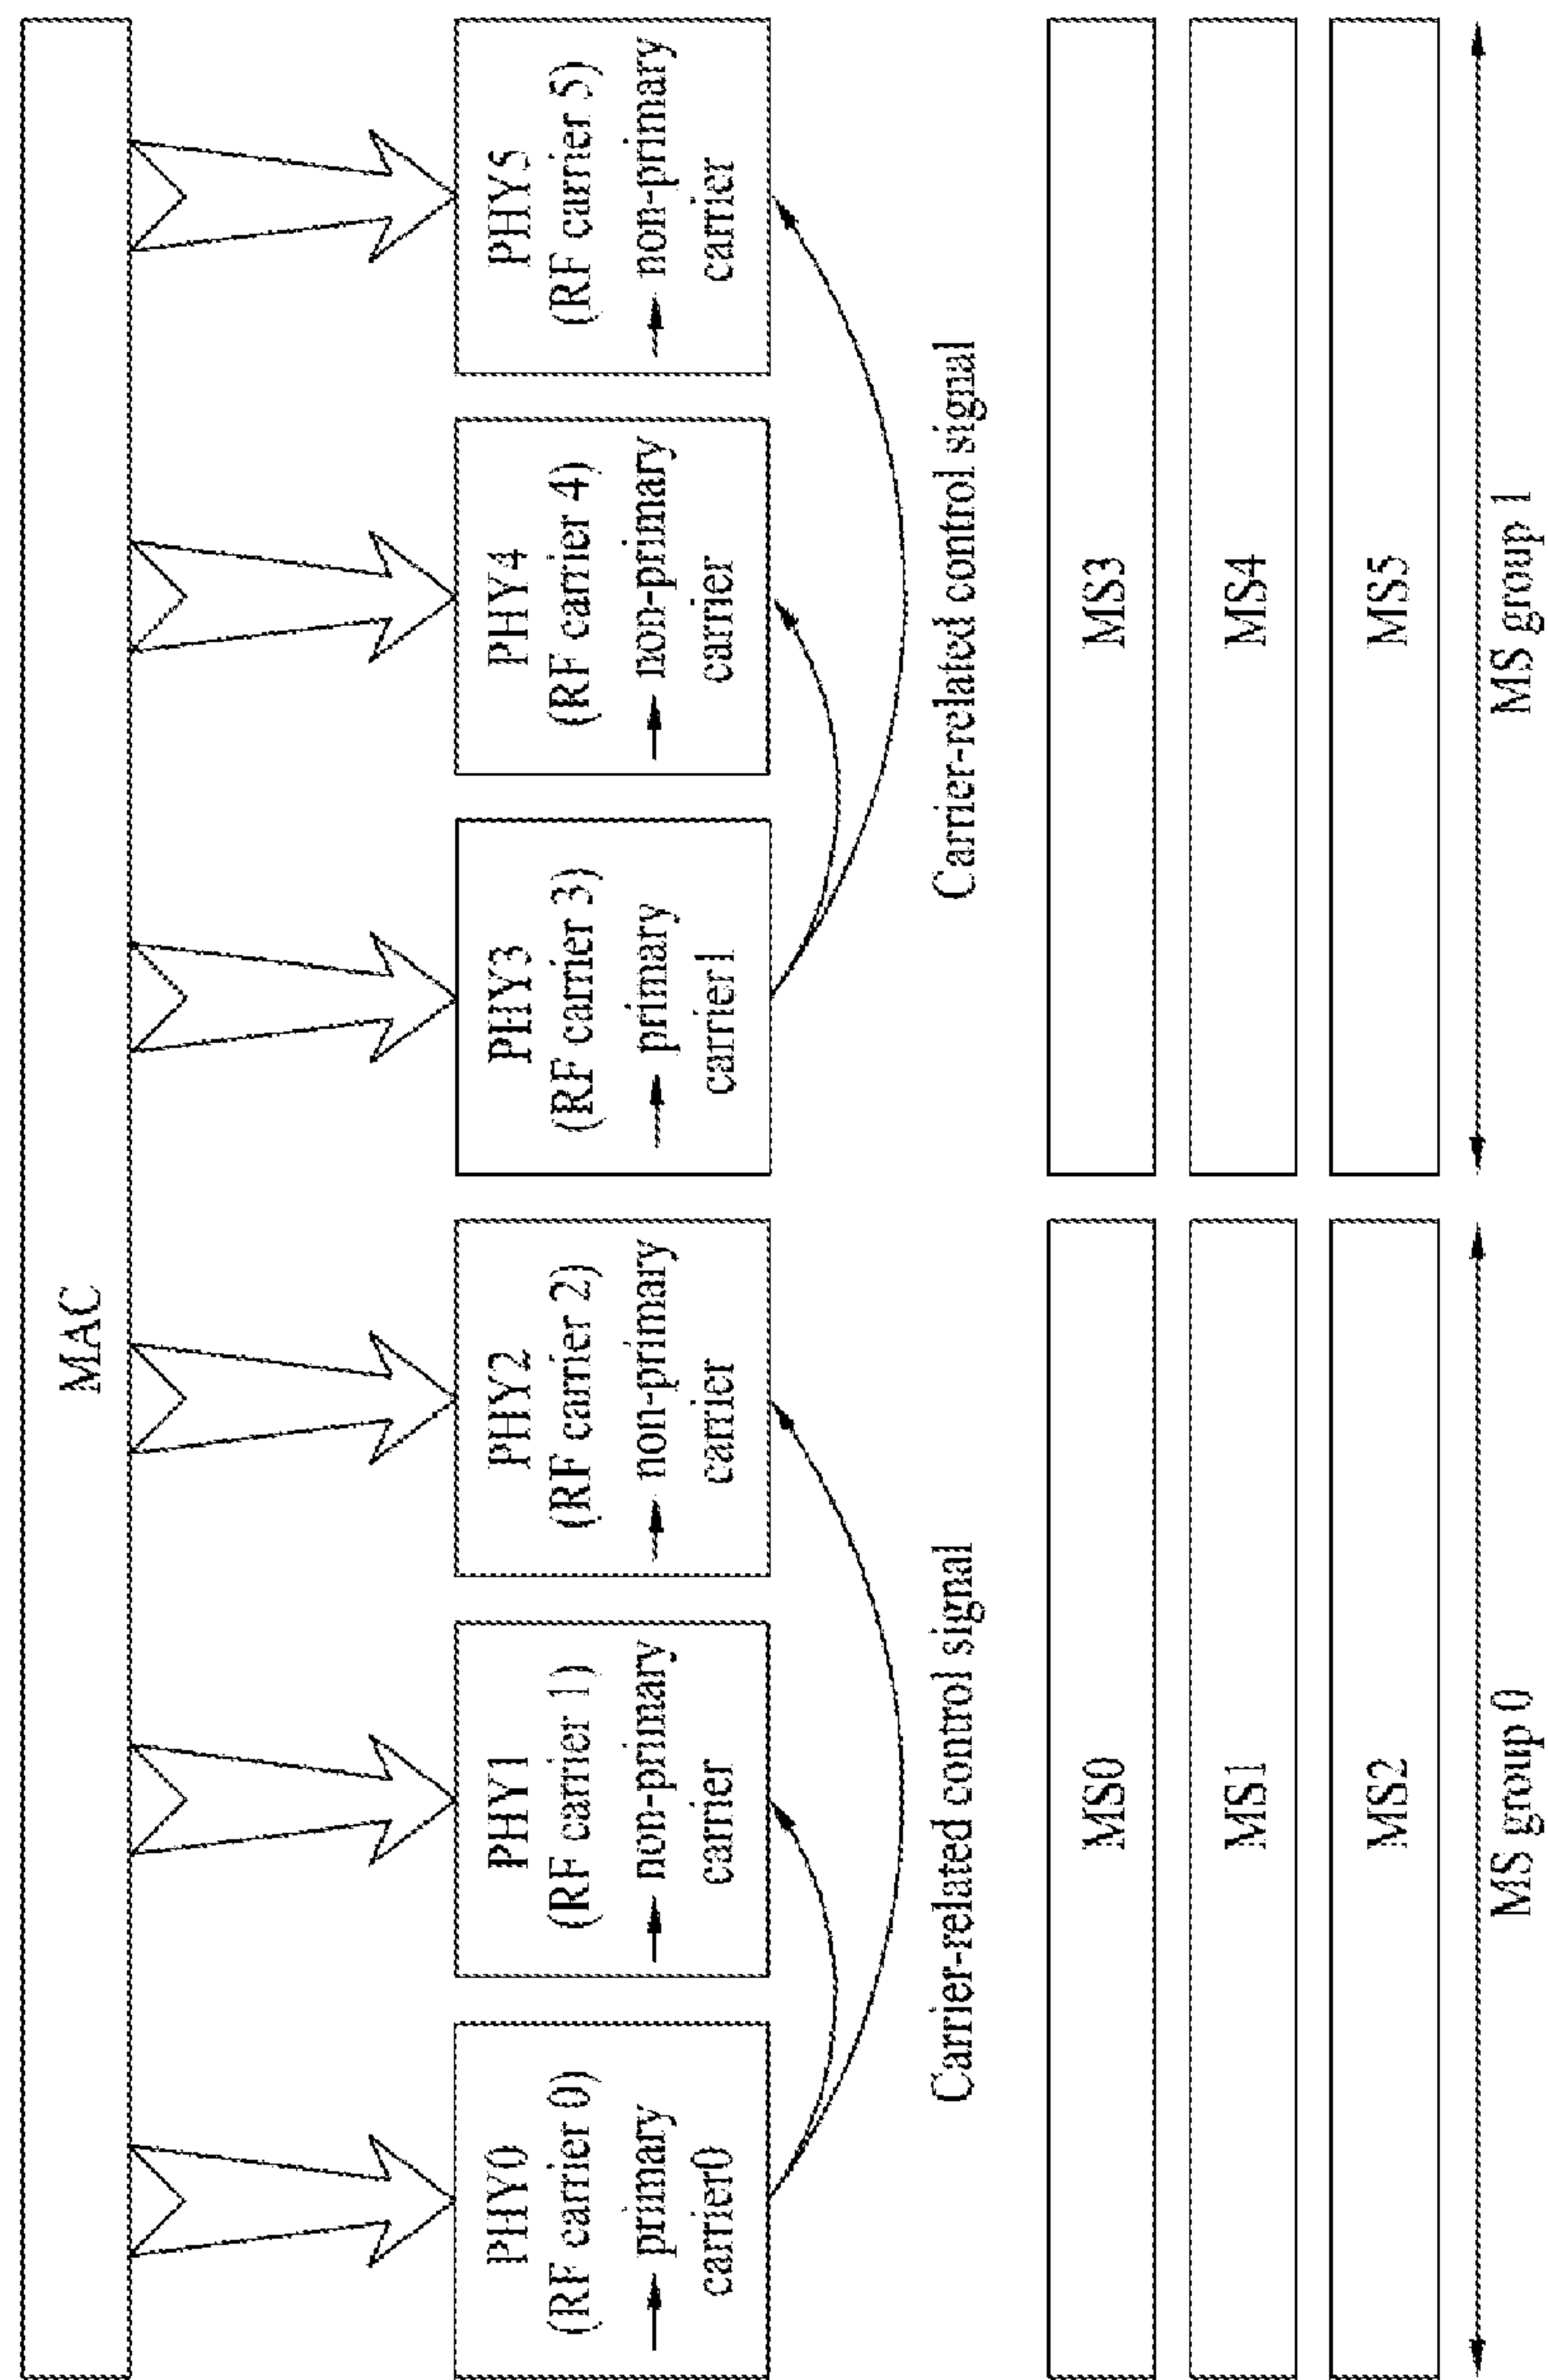 MAC
PHY0
(RF carrier 0)
→ primary
carrier0
PHY1
(RF carrier 1)
→ non-primary
carrier
PHY2
(RF carrier 2)
→ non-primary
carrier
PHY3
(RF carrier 3)
→ primary
carrier1
PHY4
(RF carrier 4)
→ non-primary
carrier
PHY5
(RF carrier 5)
→ non-primary
carrier
Carrier-related control signal
Carrier-related control signal
MS0
MS1
MS2
MS group 0
MS3
MS4
MS5
MS group 1